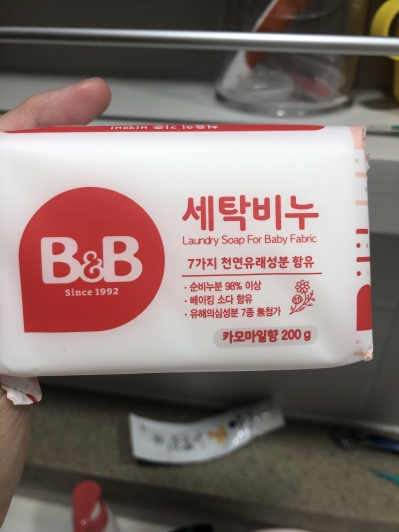 B&B
Since 1992
세탁비누
Laundry Soap For Baby Fabric
7가지 천연유래성분 함유
· 순비누분 98% 이상
· 베이킹 소다 함유
· 유해의심성분 7종 無첨가
카모마일향 200 g